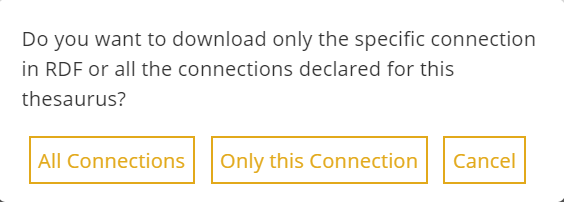 Do you want to download only the specific connection
in RDF or all the connections declared for this
thesaurus?
All Connections Only this Connection Cancel